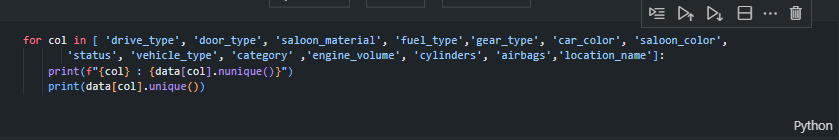 for col in [ 'drive_type', 'door_type', 'saloon_material', 'fuel_type','gear_type', 'car_color', 'saloon_color',
        'status', 'vehicle_type', 'category' ,'engine_volume', 'cylinders', 'airbags','location_name']:
    print(f"{col} : {data[col].nunique()}")
    print(data[col].unique())
Python